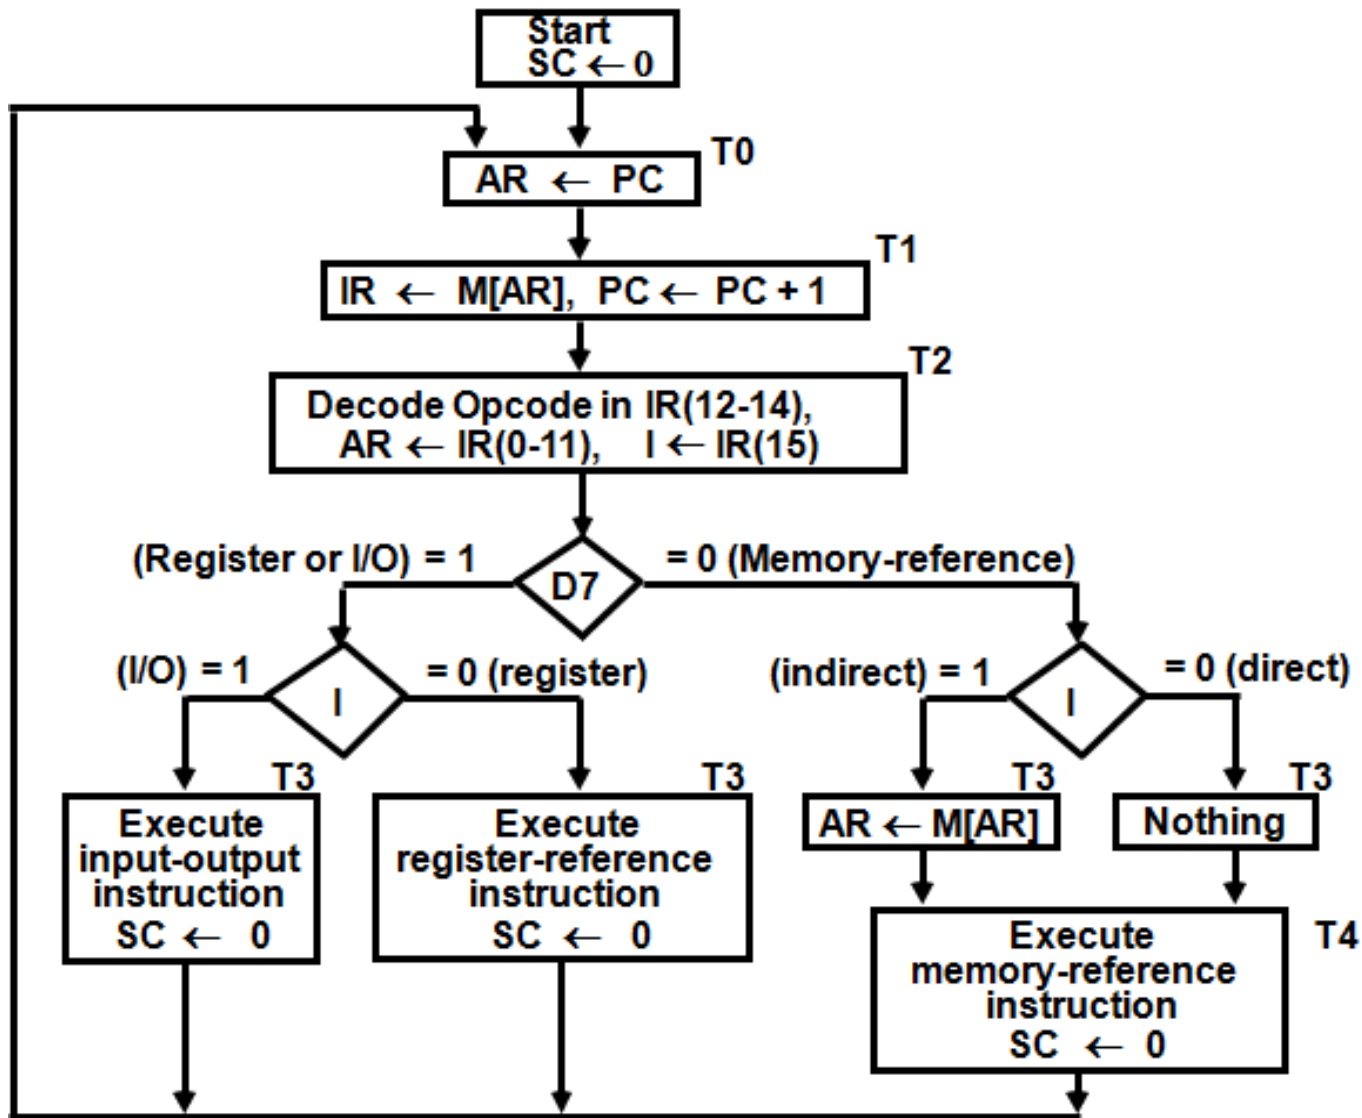 Start
SC ← 0
T0
AR ← PC
T1
IR ← M[AR], PC ← PC + 1
T2
Decode Opcode in IR(12-14),
AR ← IR(0-11), I ← IR(15)
(Register or I/O) = 1
D7
= 0 (Memory-reference)
(I/O) = 1
I
= 0 (register)
(indirect) = 1
I
= 0 (direct)
T3
Execute
input-output
instruction
SC ← 0
T3
Execute
register-reference
instruction
SC ← 0
T3
AR ← M[AR]
T3
Nothing
Execute
memory-reference
instruction
SC ← 0
T4